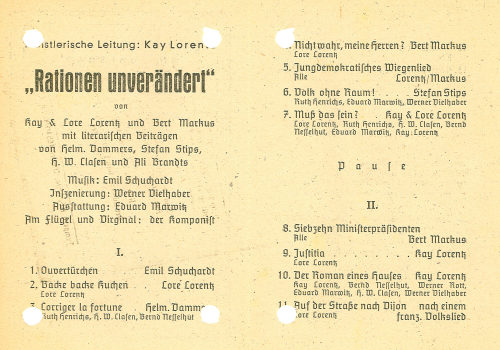 Künstlerische Leitung: Kay Lorentz
„Rationen unverändert“
von
Kay & Lore Lorentz und Bert Markus
mit literarischen Beiträgen
von Helm. Dammers, Stefan Stips,
H. W. Clasen und Ali Brandts
Musik: Emil Schuchardt
Inszenierung: Werner Vielhaber
Ausstattung: Eduard Marwitz
Am Flügel und Virginal: der Komponist
I.
1. Ouvertürchen . Emil Schuchardt
2. Backe backe Kuchen . Lore Lorentz
Lore Lorentz
3. Corriger la fortune Helm. Dammers
Ruth Henrichs, H. W. Clasen, Bernd Nesselhut
4. Nicht wahr, meine Herren? Bert Markus
Lore Lorentz
5. Jungdemokratisches Wiegenlied
Alle Lorentz/Markus
6. Volk ohne Raum! . . . Stefan Stips
Ruth Henrichs, Eduard Marwitz, Werner Vielhaber
7. Muß das sein? . Kay & Lore Lorentz
Lore Lorentz, Ruth Henrichs, H. W. Clasen, Bernd
Nesselhut, Eduard Marwitz, Kay Lorentz
Pause
II.
8. Siebzehn Ministerpräsidenten
Alle Bert Markus
9. Justitia . . . . . Kay Lorentz
Lore Lorentz
10. Der Roman eines Hauses Kay Lorentz
Kay Lorentz, Bernd Nesselhut, Werner Rott,
Eduard Marwitz, H. W. Clasen, Werner Vielhaber
11. Auf der Straße nach Dijon nach einem
Lore Lorentz franz. Volkslied